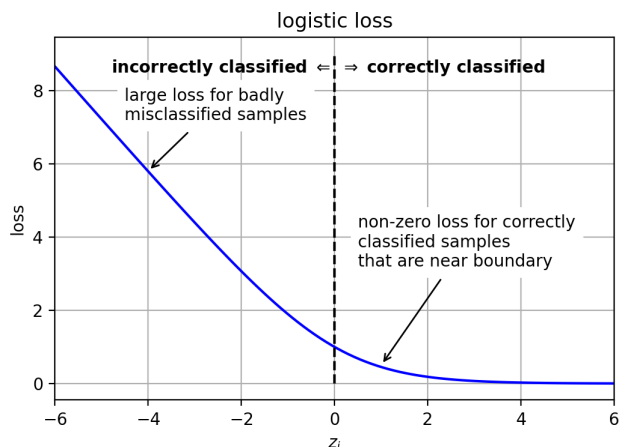 logistic loss
incorrectly classified ⇐ ⇒ correctly classified
large loss for badly
misclassified samples
non-zero loss for correctly
classified samples
that are near boundary
loss
8
6
4
2
0
−6 −4 −2 0 2 4 6
z_i